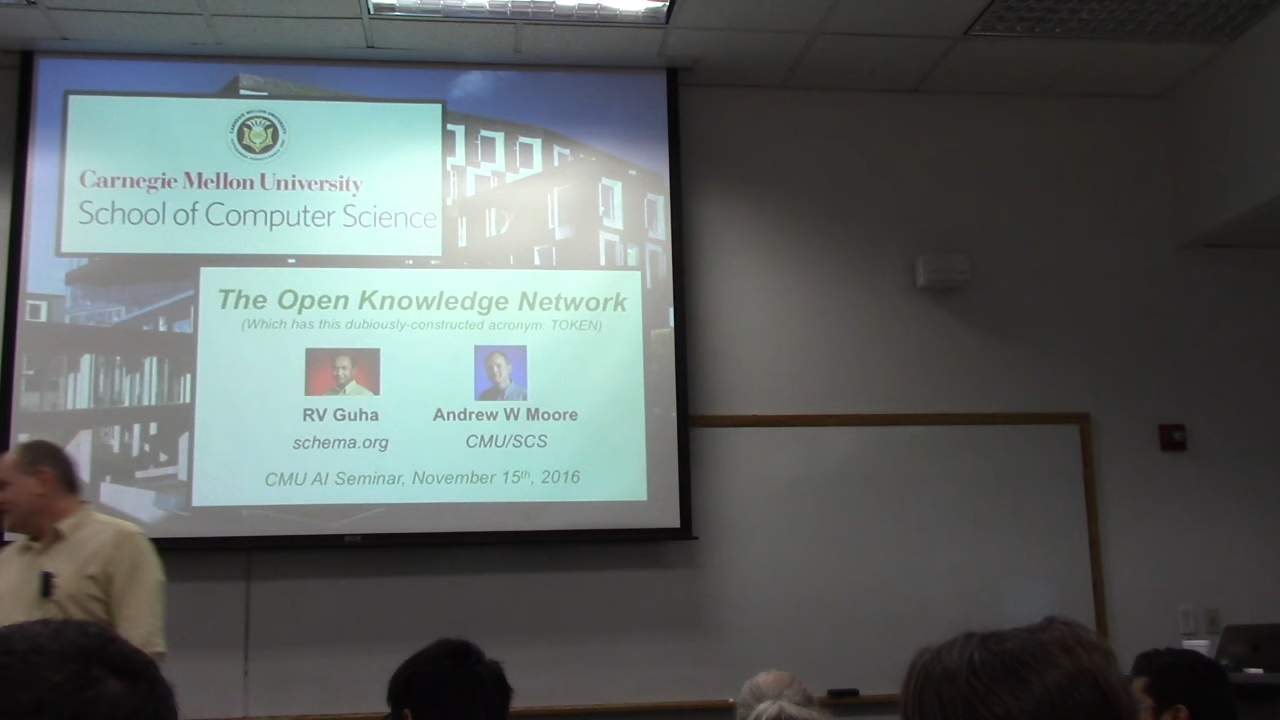 Carnegie Mellon University
School of Computer Science
The Open Knowledge Network
(Which has this dubiously-constructed acronym: TOKEN)
RV Guha
Andrew W Moore
schema.org
CMU/SCS
CMU AI Seminar, November 15th, 2016